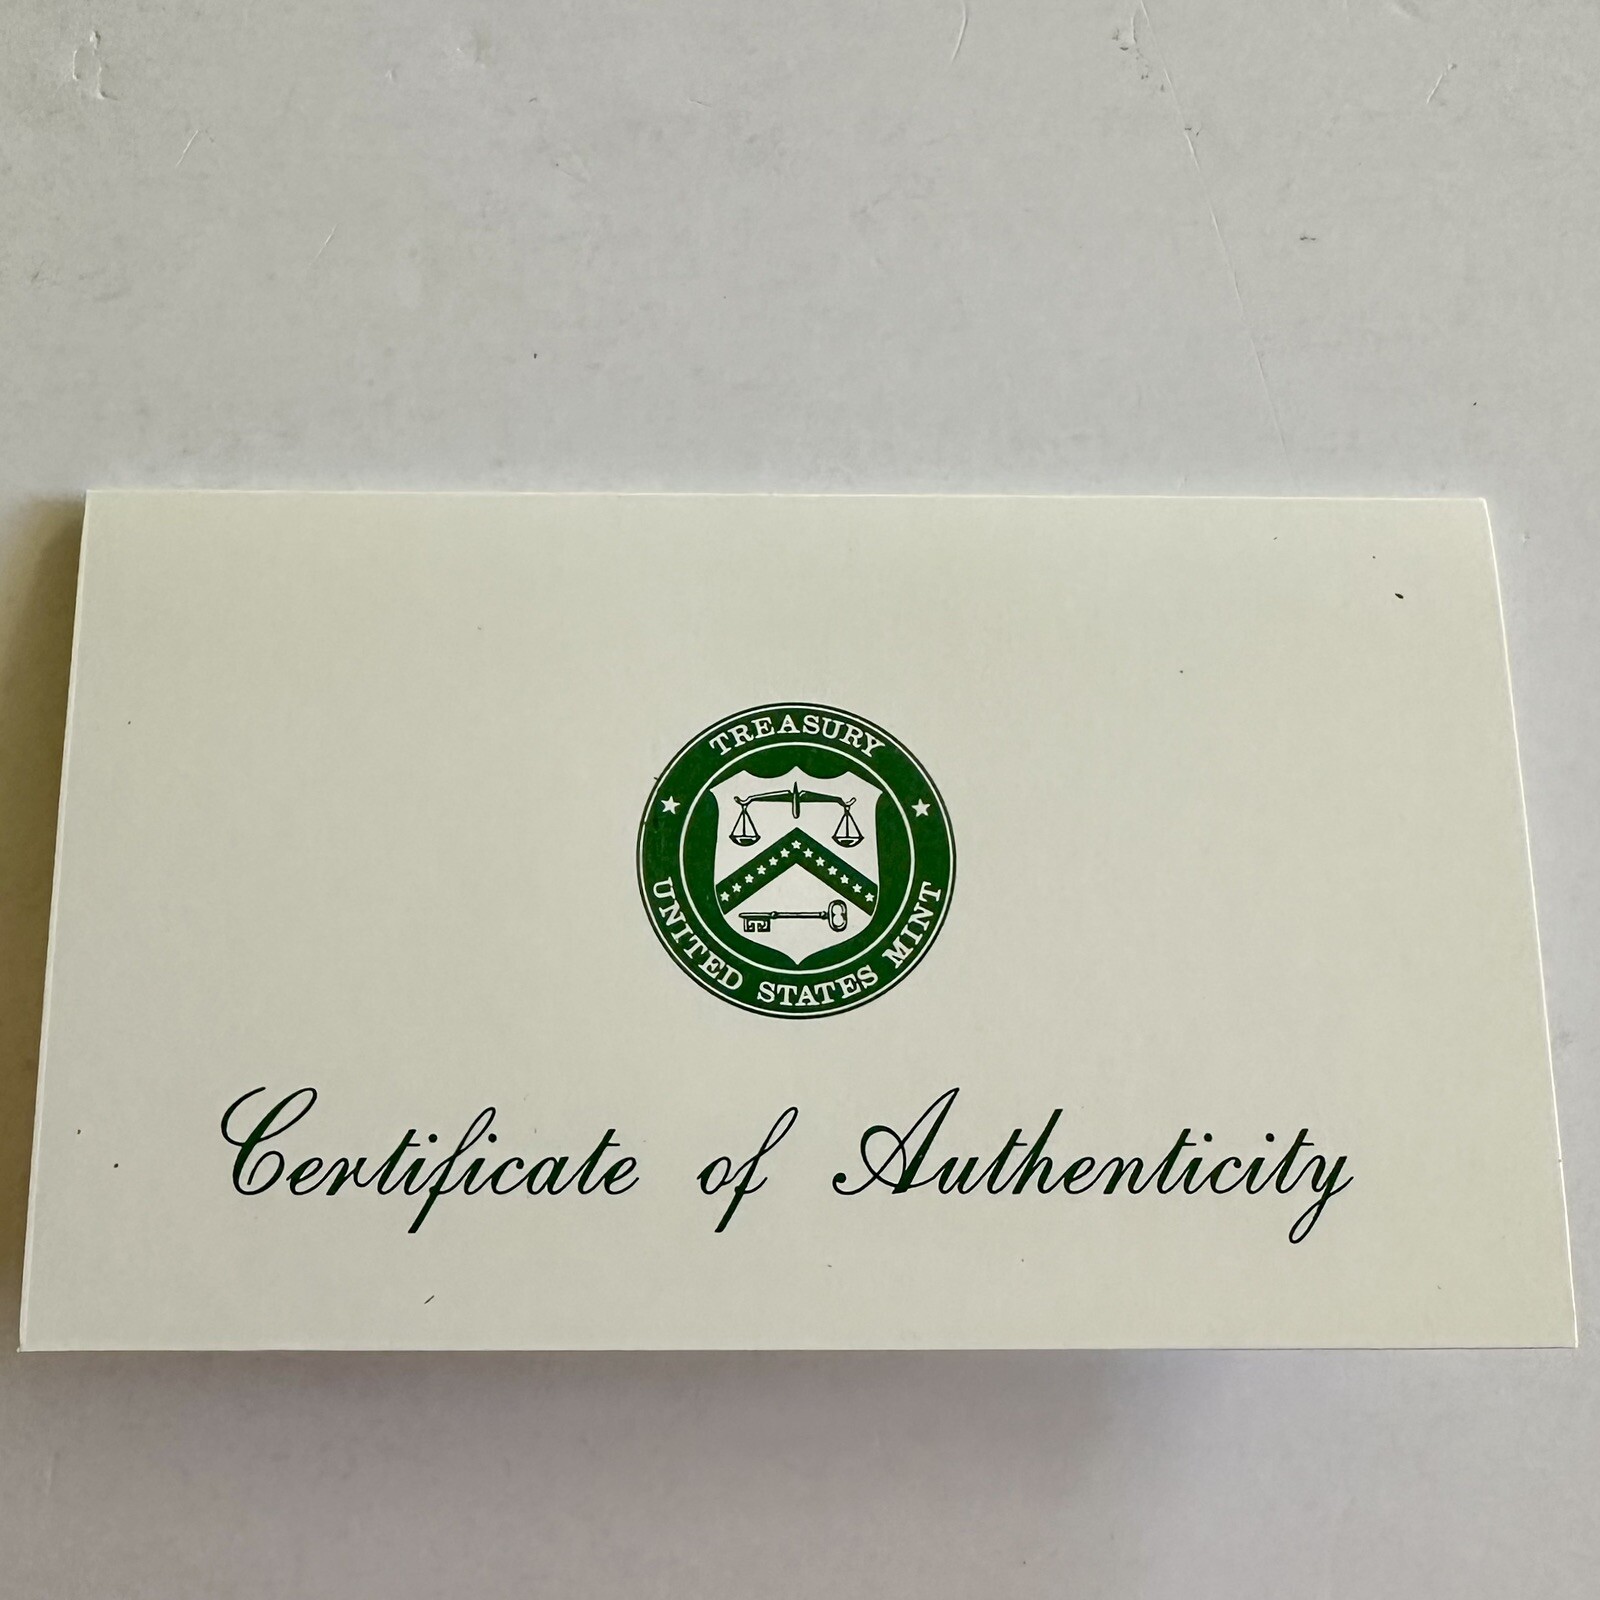 TREASURY
UNITED STATES MINT
Certificate of Authenticity